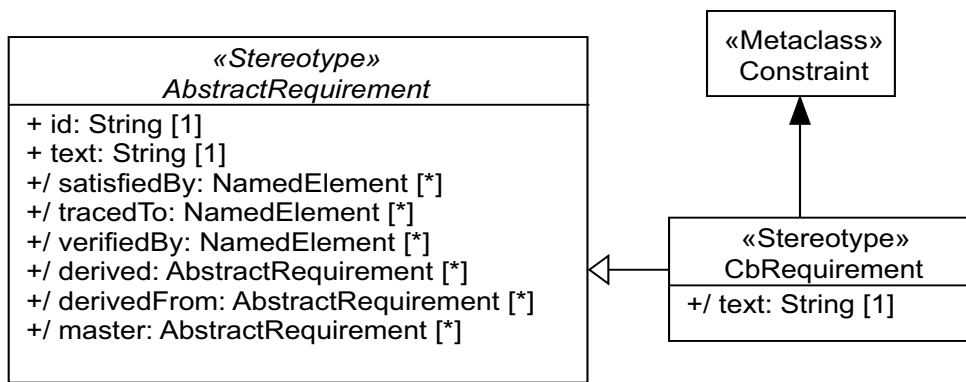 «Stereotype»
AbstractRequirement
+ id: String [1]
+ text: String [1]
+/ satisfiedBy: NamedElement [*]
+/ tracedTo: NamedElement [*]
+/ verifiedBy: NamedElement [*]
+/ derived: AbstractRequirement [*]
+/ derivedFrom: AbstractRequirement [*]
+/ master: AbstractRequirement [*]
«Metaclass»
Constraint
«Stereotype»
CbRequirement
+/ text: String [1]